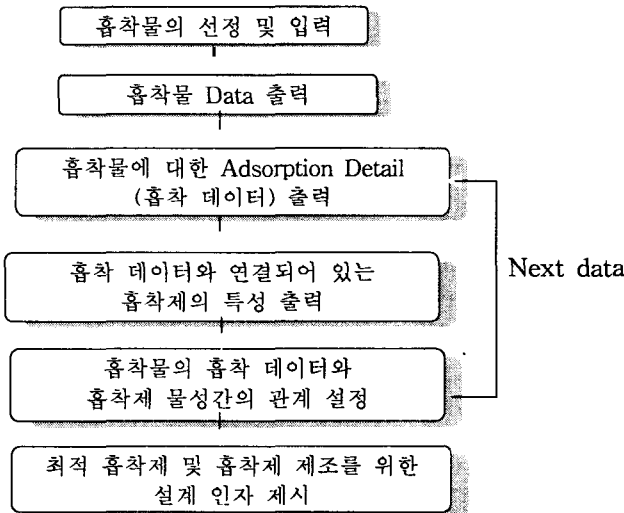 흡착물의 선정 및 입력
흡착물 Data 출력
흡착물에 대한 Adsorption Detail
(흡착 데이터) 출력
흡착 데이터와 연결되어 있는
흡착제의 특성 출력
Next data
흡착물의 흡착 데이터와
흡착제 물성간의 관계 설정
최적 흡착제 및 흡착제 제조를 위한
설계 인자 제시